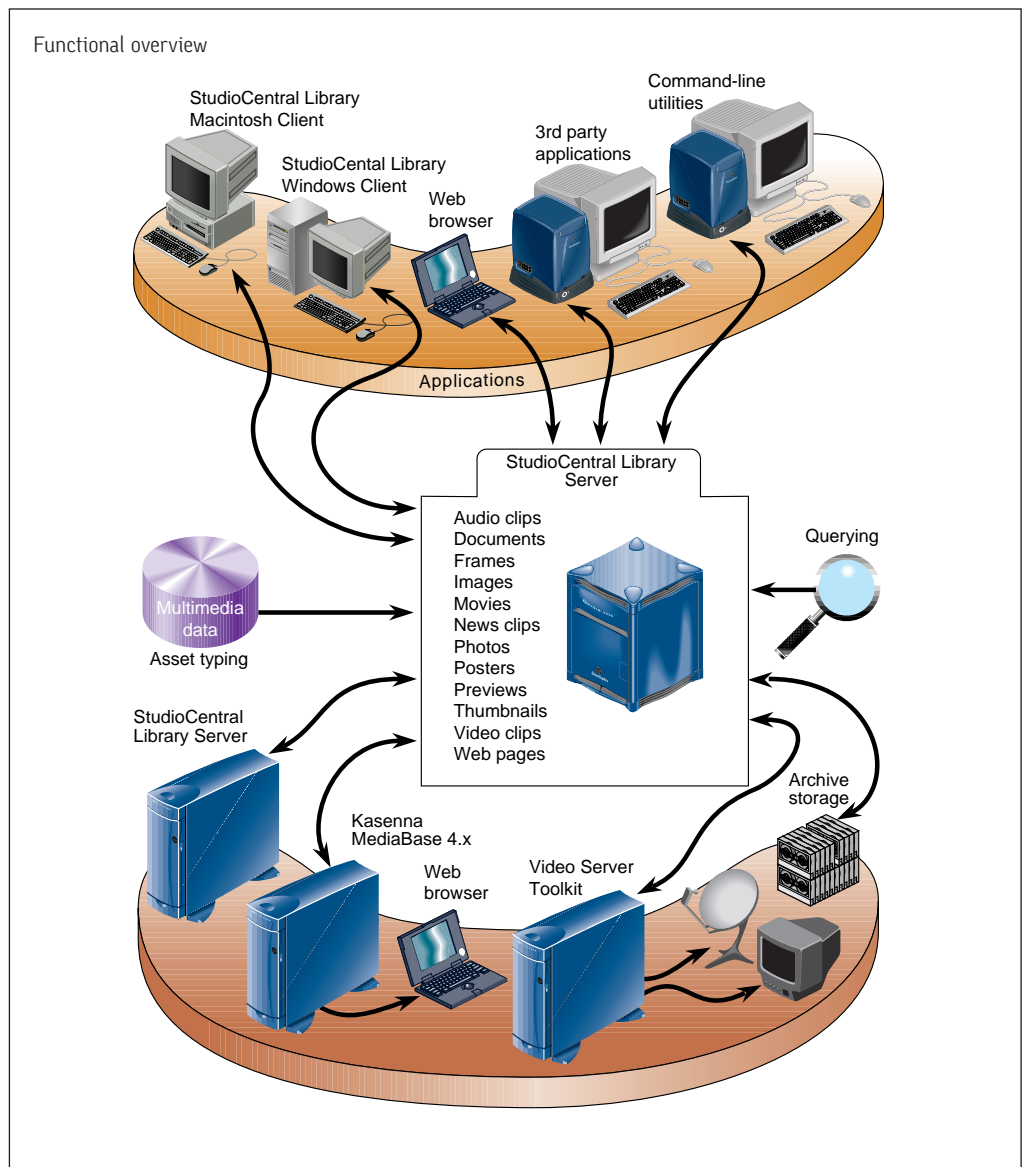 Functional overview
StudioCentral Library
Macintosh Client
StudioCental Library
Windows Client
Web
browser
3rd party
applications
Command-line
utilities
Applications
StudioCentral Library
Server
Audio clips
Documents
Frames
Images
Movies
News clips
Photos
Posters
Previews
Thumbnails
Video clips
Web pages
Multimedia
data
Asset typing
Querying
StudioCentral
Library Server
Kasenna
MediaBase 4.x
Web
browser
Video Server
Toolkit
Archive
storage